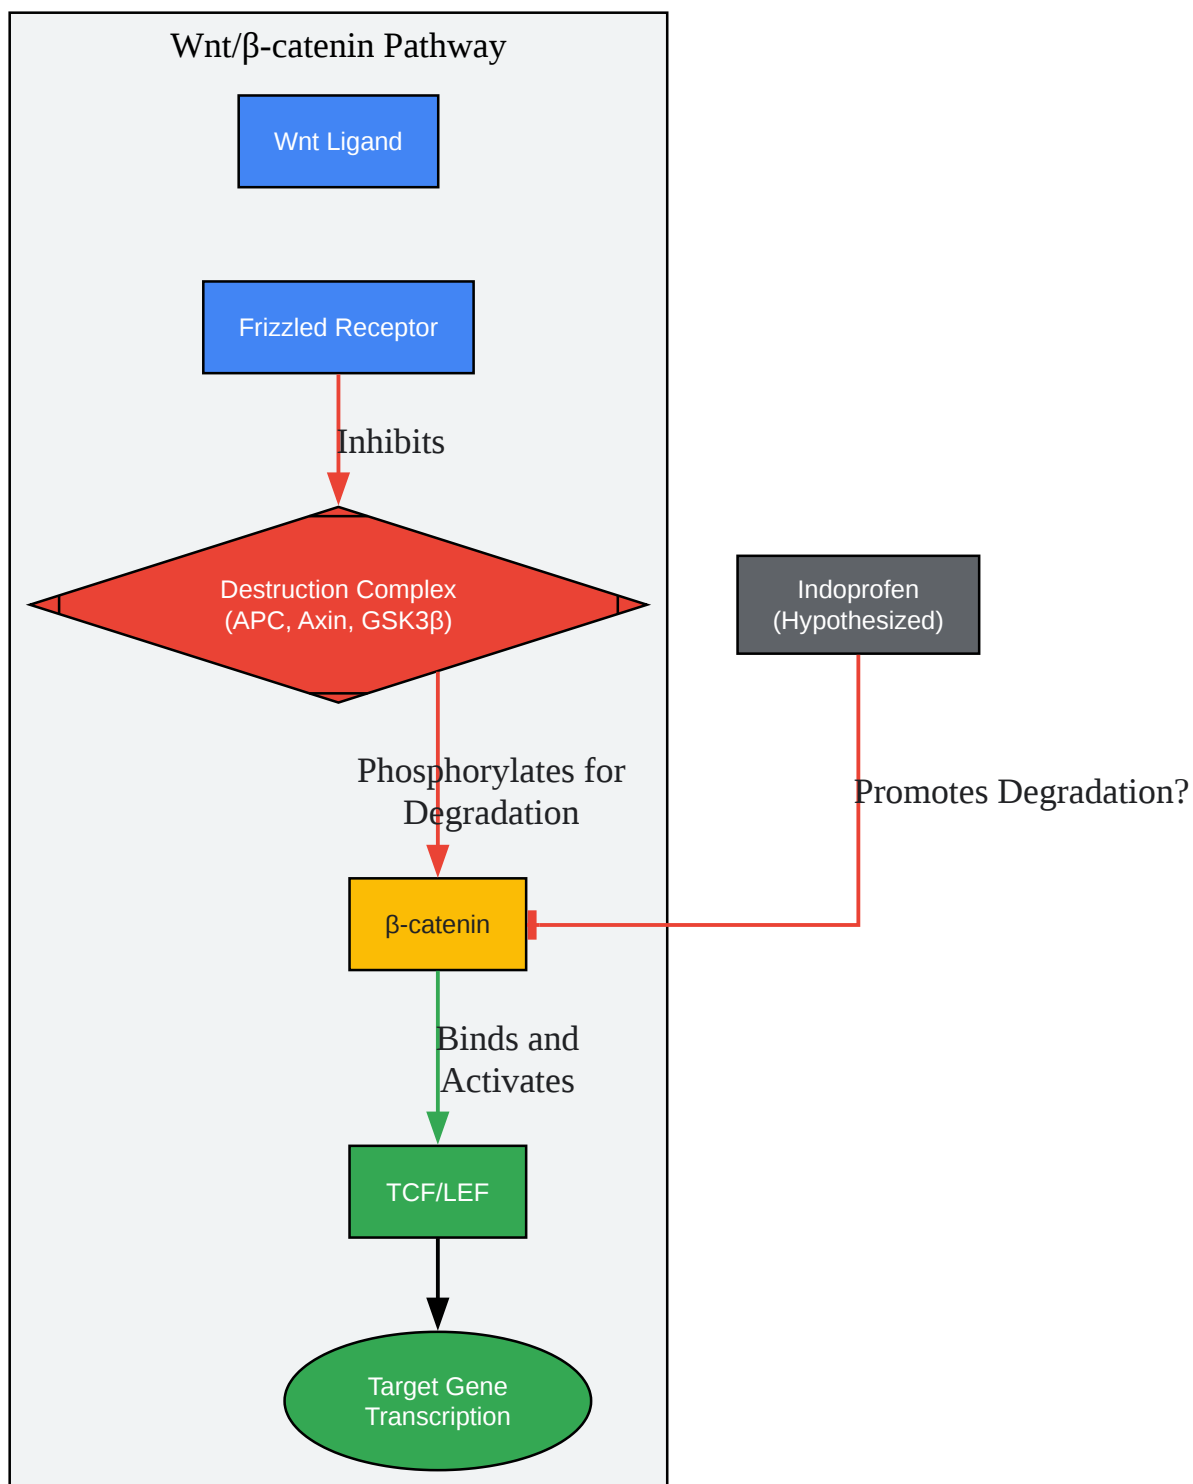 Wnt/β-catenin Pathway
Wnt Ligand
Frizzled Receptor
Inhibits
Destruction Complex
(APC, Axin, GSK3β)
Indoprofen
(Hypothesized)
Phosphorylates for
Degradation
Promotes Degradation?
β-catenin
Binds and
Activates
TCF/LEF
Target Gene
Transcription